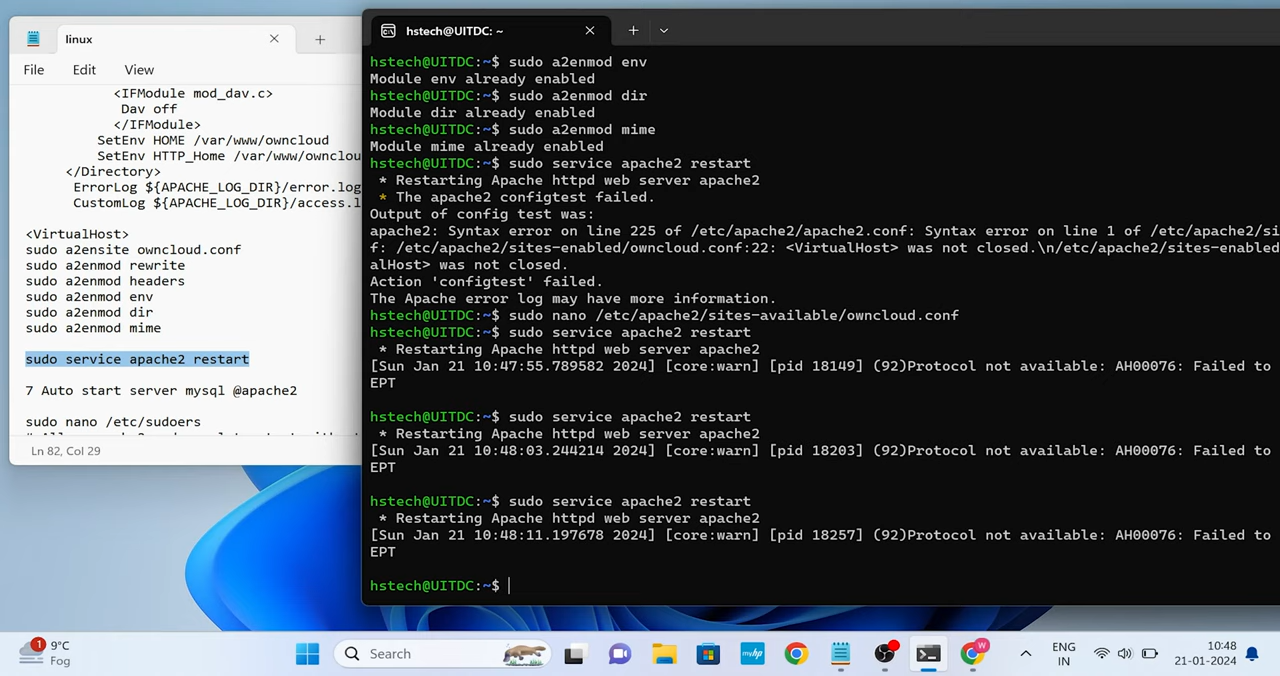 linux
File
Edit
View
<IFModule mod_dav.c>
Dav off
</IFModule>
SetEnv HOME /var/www/owncloud
SetEnv HTTP_Home /var/www/ownclou
</Directory>
ErrorLog ${APACHE_LOG_DIR}/error.log
CustomLog ${APACHE_LOG_DIR}/access.l
<VirtualHost>
sudo a2ensite owncloud.conf
sudo a2enmod rewrite
sudo a2enmod headers
sudo a2enmod env
sudo a2enmod dir
sudo a2enmod mime
sudo service apache2 restart
7 Auto start server mysql @apache2
sudo nano /etc/sudoers
Ln 82, Col 29
hstech@UITDC: ~
hstech@UITDC:~$ sudo a2enmod env
Module env already enabled
hstech@UITDC:~$ sudo a2enmod dir
Module dir already enabled
hstech@UITDC:~$ sudo a2enmod mime
Module mime already enabled
hstech@UITDC:~$ sudo service apache2 restart
* Restarting Apache httpd web server apache2
* The apache2 configtest failed.
Output of config test was:
apache2: Syntax error on line 225 of /etc/apache2/apache2.conf: Syntax error on line 1 of /etc/apache2/si
f: /etc/apache2/sites-enabled/owncloud.conf:22: <VirtualHost> was not closed.\n/etc/apache2/sites-enabled
alHost> was not closed.
Action 'configtest' failed.
The Apache error log may have more information.
hstech@UITDC:~$ sudo nano /etc/apache2/sites-available/owncloud.conf
hstech@UITDC:~$ sudo service apache2 restart
* Restarting Apache httpd web server apache2
[Sun Jan 21 10:47:55.789582 2024] [core:warn] [pid 18149] (92)Protocol not available: AH00076: Failed to
EPT
hstech@UITDC:~$ sudo service apache2 restart
* Restarting Apache httpd web server apache2
[Sun Jan 21 10:48:03.244214 2024] [core:warn] [pid 18203] (92)Protocol not available: AH00076: Failed to
EPT
hstech@UITDC:~$ sudo service apache2 restart
* Restarting Apache httpd web server apache2
[Sun Jan 21 10:48:11.197678 2024] [core:warn] [pid 18257] (92)Protocol not available: AH00076: Failed to
EPT
hstech@UITDC:~$
1
9°C
Fog
Search
myhp
W
ENG
IN
10:48
21-01-2024